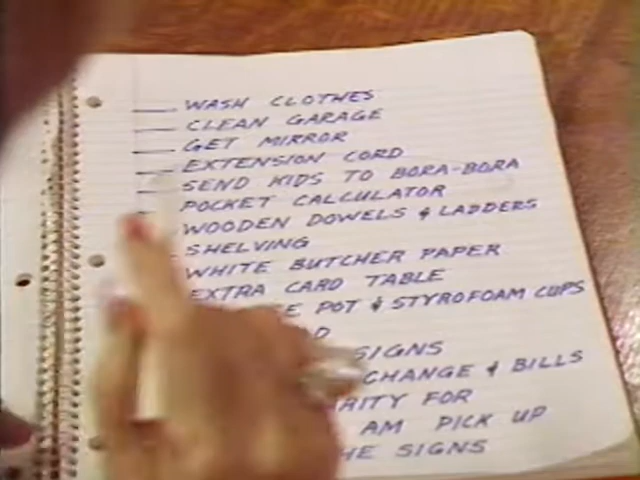 WASH CLOTHES
CLEAN GARAGE
GET MIRROR
EXTENSION CORD
SEND KIDS TO BORA-BORA
POCKET CALCULATOR
WOODEN DOWELS & LADDERS
SHELVING
WHITE BUTCHER PAPER
EXTRA CARD TABLE
POT & STYROFOAM CUPS
SIGNS
CHANGE & BILLS
FOR
AM PICK UP
SIGNS